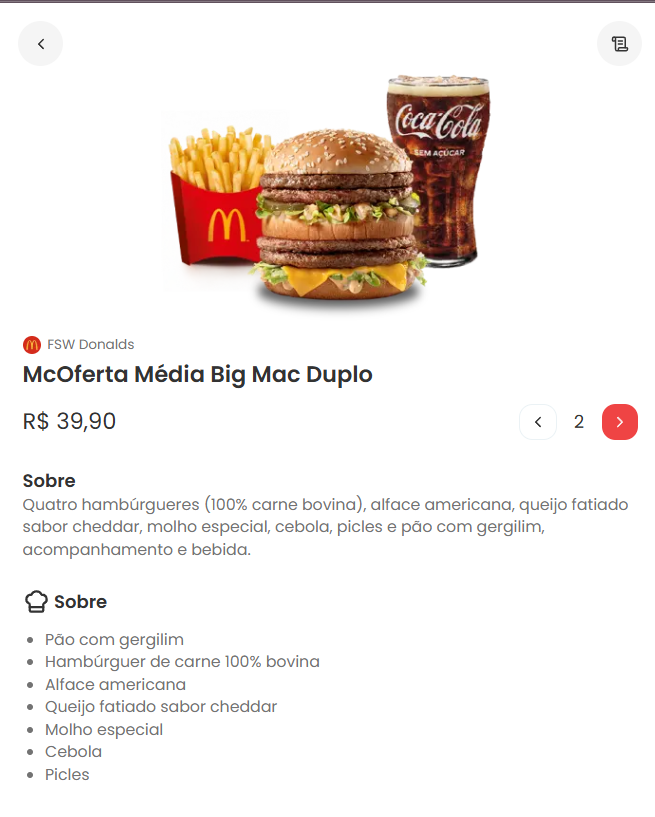 Coca-Cola
SEM AÇÚCAR
FSW Donalds
McOferta Média Big Mac Duplo
R$ 39,90
2
Sobre
Quatro hambúrgueres (100% carne bovina), alface americana, queijo fatiado
sabor cheddar, molho especial, cebola, picles e pão com gergilim,
acompanhamento e bebida.
Sobre
Pão com gergilim
Hambúrguer de carne 100% bovina
Alface americana
Queijo fatiado sabor cheddar
Molho especial
Cebola
Picles